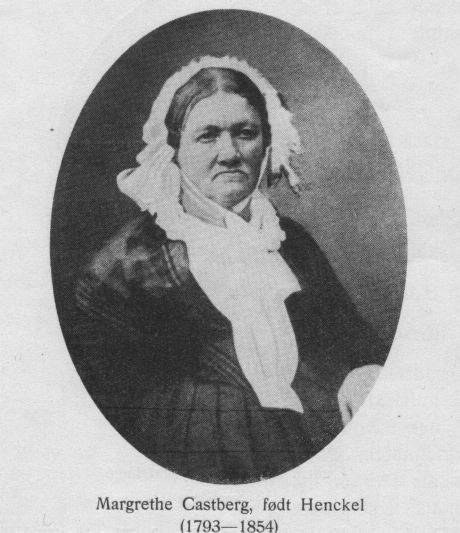 Margrethe Castberg, født Henckel
(1793—1854)